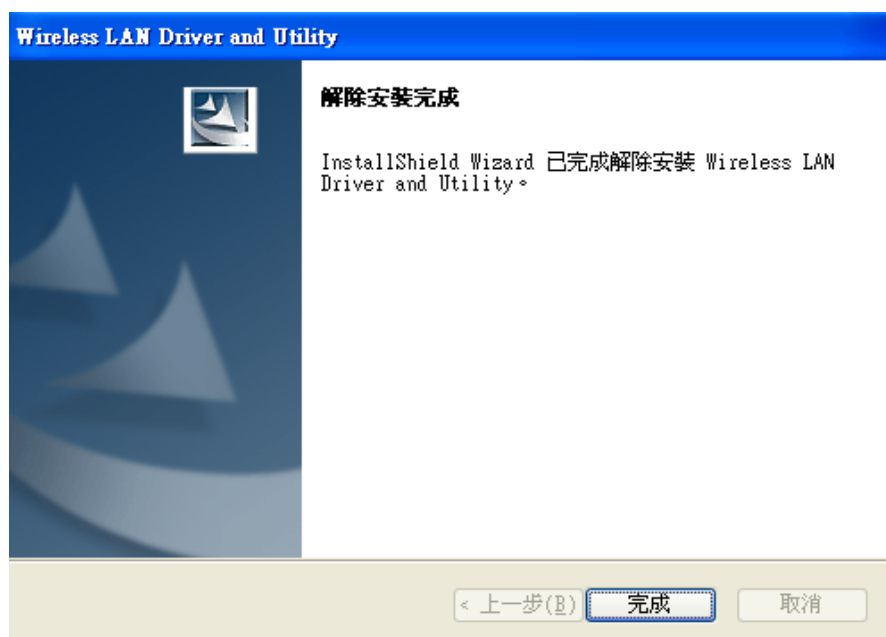 Wireless LAN Driver and Utility
解除安裝完成
InstallShield Wizard 已完成解除安裝 Wireless LAN
Driver and Utility。
< 上一步(B)
完成
取消